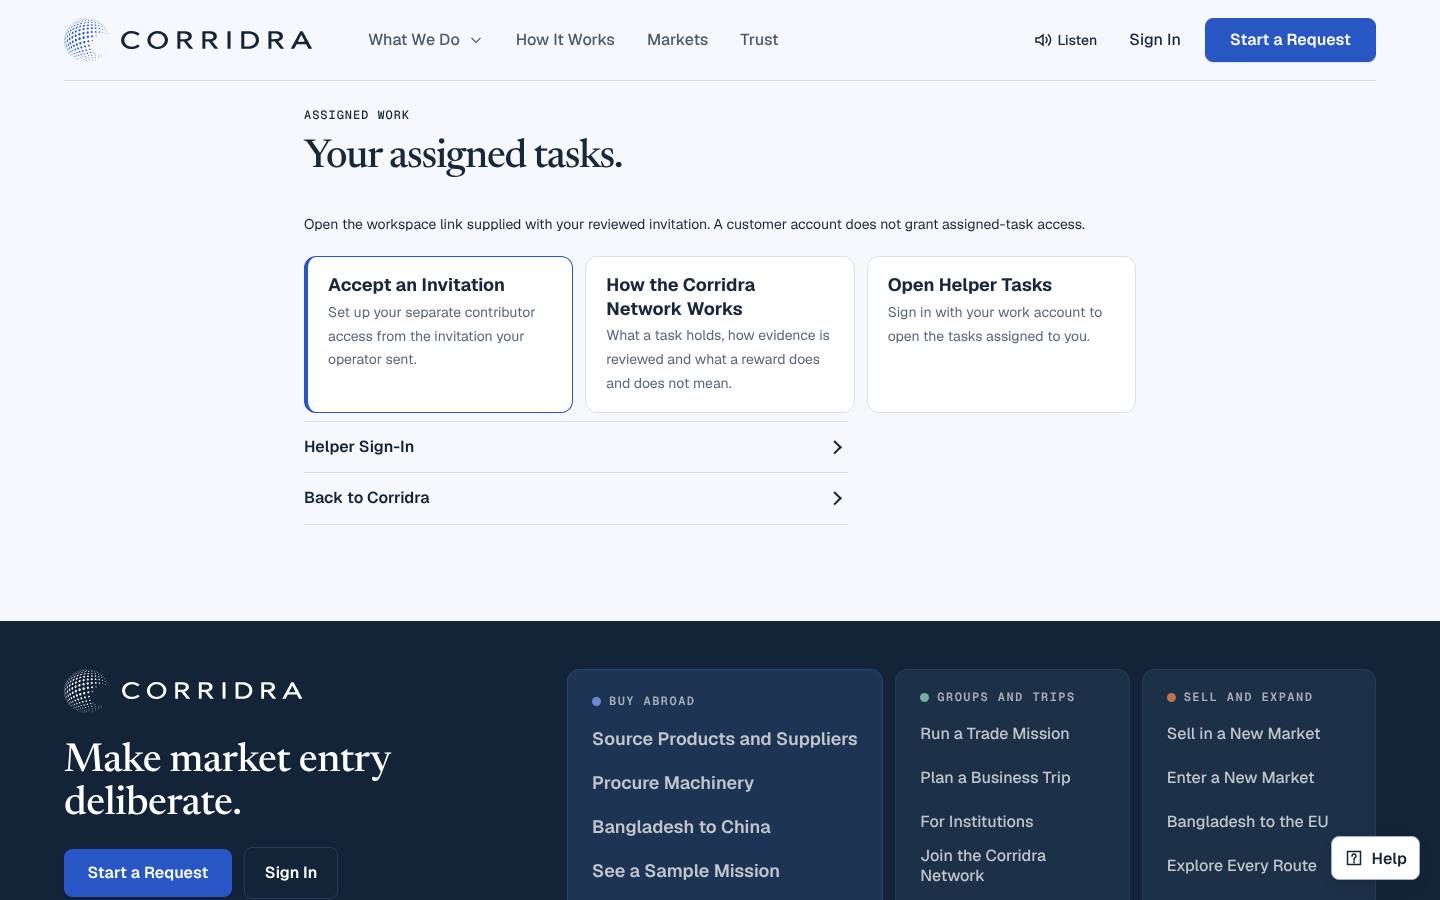 CORRIDRA
What We Do
How It Works
Markets
Trust
Listen
Sign In
Start a Request
ASSIGNED WORK
Your assigned tasks.
Open the workspace link supplied with your reviewed invitation. A customer account does not grant assigned-task access.
Accept an Invitation
Set up your separate contributor
access from the invitation your
operator sent.
How the Corridra
Network Works
What a task holds, how evidence is
reviewed and what a reward does
and does not mean.
Open Helper Tasks
Sign in with your work account to
open the tasks assigned to you.
Helper Sign-In
Back to Corridra
CORRIDRA
Make market entry
deliberate.
Start a Request
Sign In
BUY ABROAD
Source Products and Suppliers
Procure Machinery
Bangladesh to China
See a Sample Mission
GROUPS AND TRIPS
Run a Trade Mission
Plan a Business Trip
For Institutions
Join the Corridra
Network
SELL AND EXPAND
Sell in a New Market
Enter a New Market
Bangladesh to the EU
Explore Every Route
Help